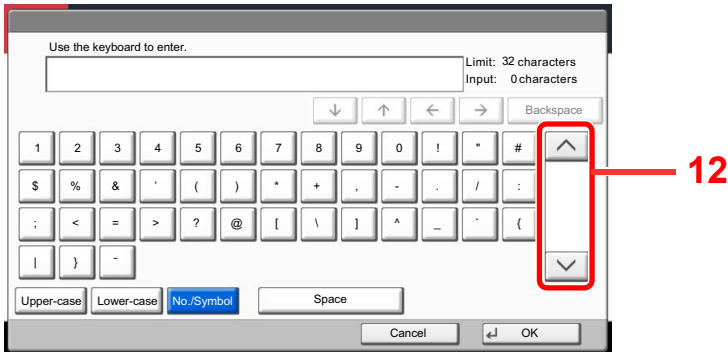 Use the keyboard to enter.
Limit: 32 characters
Input: 0 characters
Backspace
1 2 3 4 5 6 7 8 9 0 ! " #
12
$ % & ' ( ) * + , - . / :
; < = > ? @ [ \ ] ^ _ ` {
| } ~
Upper-case Lower-case No./Symbol Space
Cancel OK